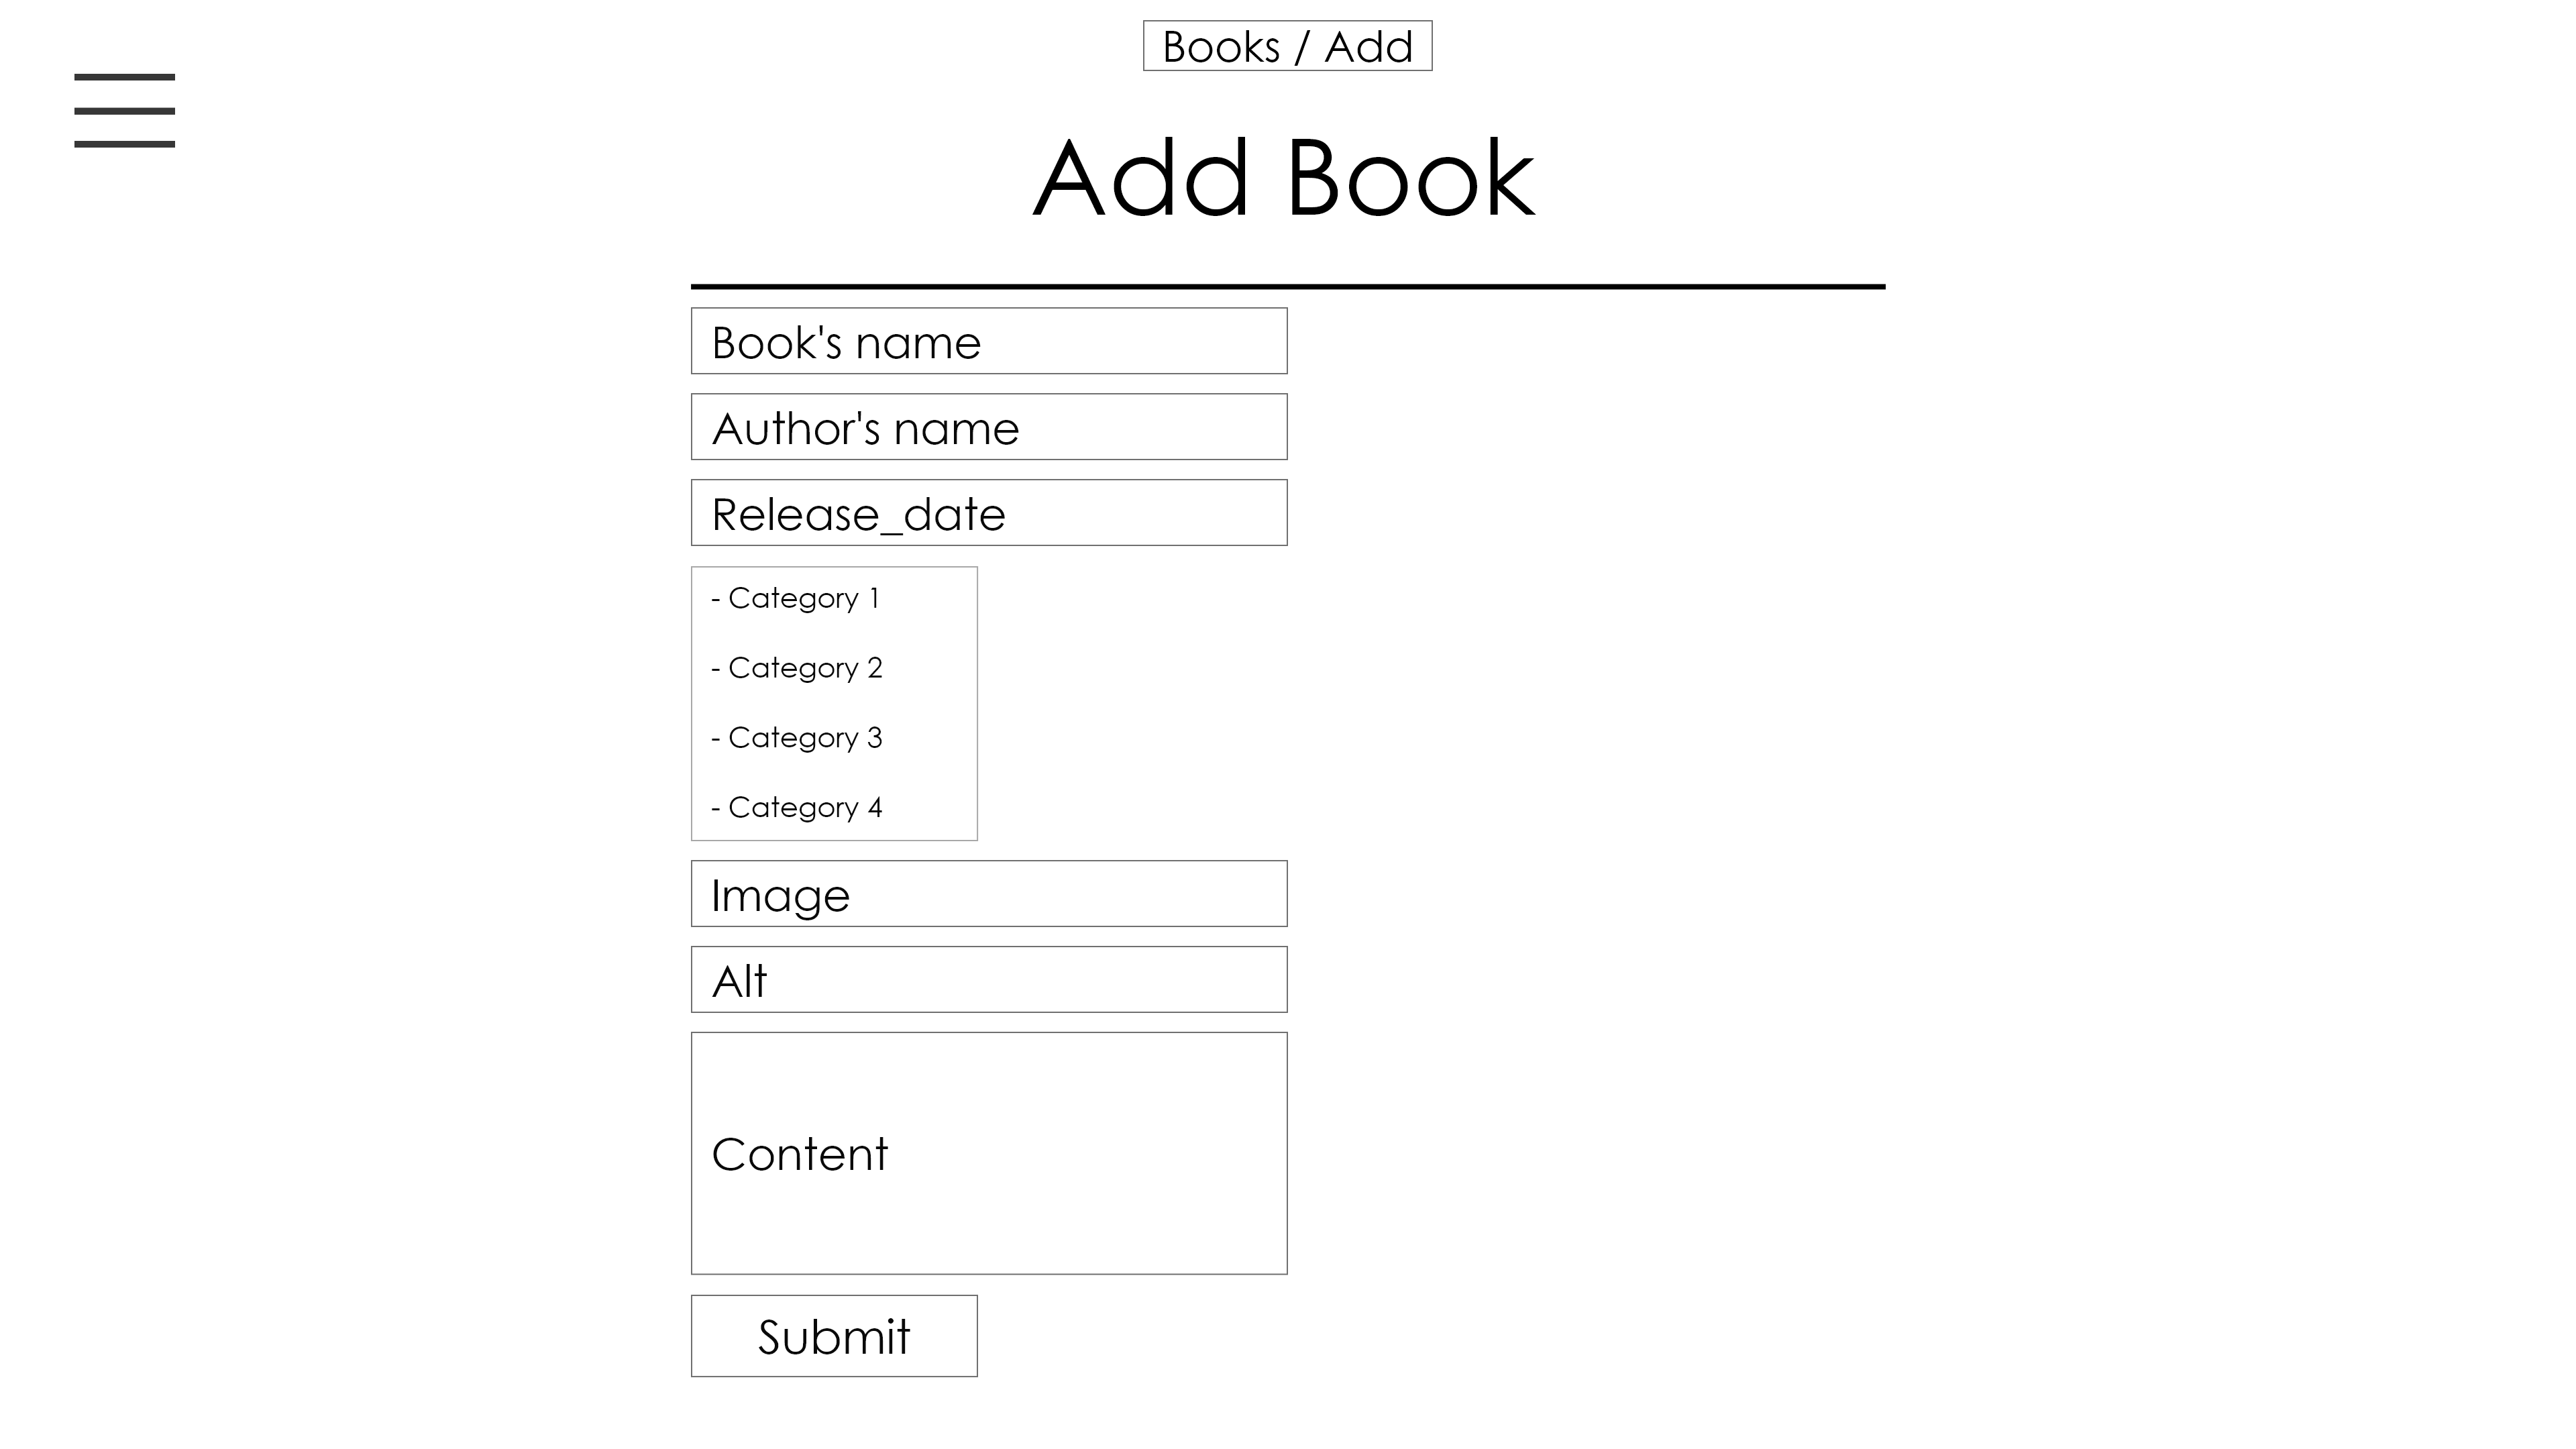 Books / Add
Add Book
Book's name
Author's name
Release_date
- Category 1
- Category 2
- Category 3
- Category 4
Image
Alt
Content
Submit